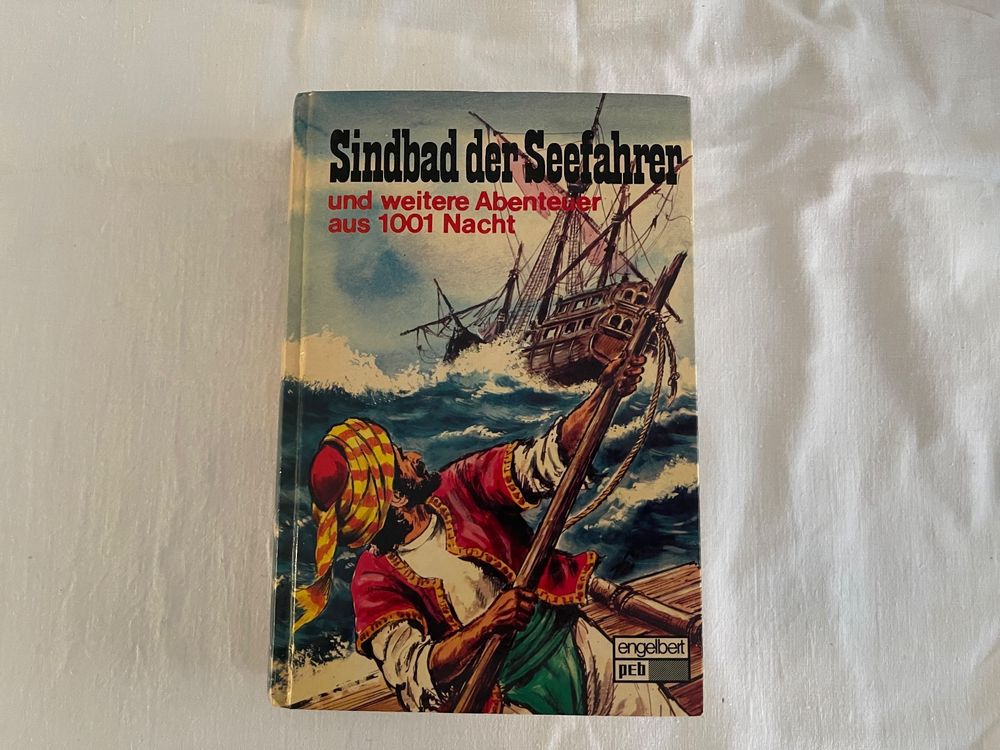 Sindbad der Seefahrer
und weitere Abenteuer
aus 1001 Nacht
engelbert
peb